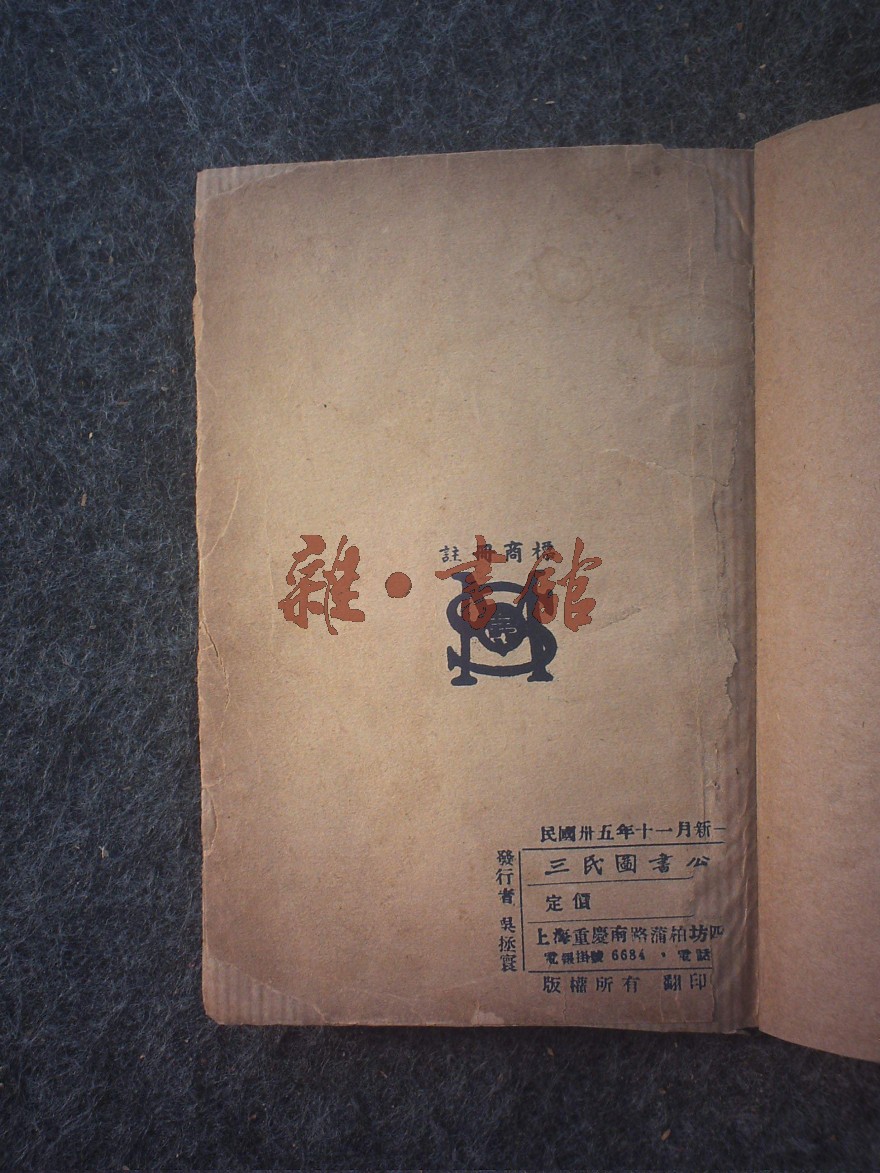 註冊商標
雜·書館
民國卅五年十一月新一
三民圖書公
定價
上海重慶南路蒲柏坊四
電報掛號 6684 · 電話
版權所有 翻印
發行者 吳拯寰